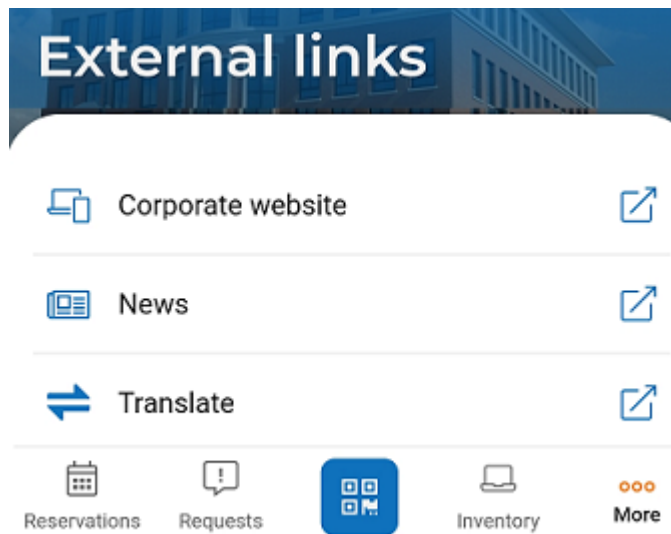 External links
Corporate website
News
Translate
Reservations Requests Inventory More